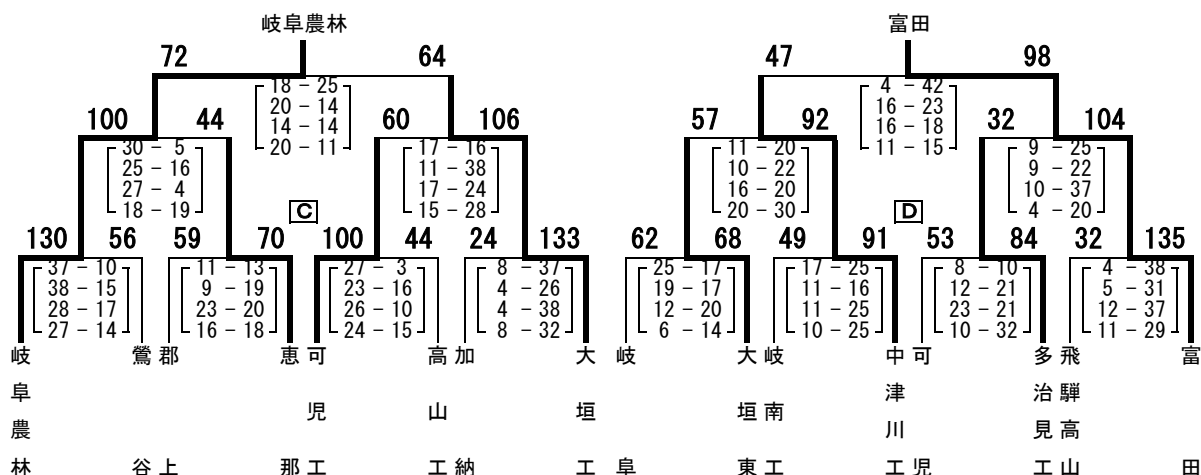 岐阜農林 富田
72 64 47 98
18 - 25 4 - 42
20 - 14 16 - 23
14 - 14 16 - 18
20 - 11 11 - 15
100 44 60 106 57 92 32 104
30 - 5 17 - 16 11 - 20 9 - 25
25 - 16 11 - 38 10 - 22 9 - 22
27 - 4 17 - 24 16 - 20 10 - 37
18 - 19 15 - 28 20 - 30 4 - 20
C D
130 56 59 70 100 44 24 133 62 68 49 91 53 84 32 135
37 - 10 11 - 13 27 - 3 8 - 37 25 - 17 17 - 25 8 - 10 4 - 38
38 - 15 9 - 19 23 - 16 4 - 26 19 - 17 11 - 16 12 - 21 5 - 31
28 - 17 23 - 20 26 - 10 4 - 38 12 - 20 11 - 25 23 - 21 12 - 37
27 - 14 16 - 18 24 - 15 8 - 32 6 - 14 10 - 25 10 - 32 11 - 29
岐阜農林
鶯谷
郡上
恵那
可児工
高山工
加納
大垣工
岐阜
大垣東
岐南工
中津川工
可児
多治見工
飛騨高山
富田